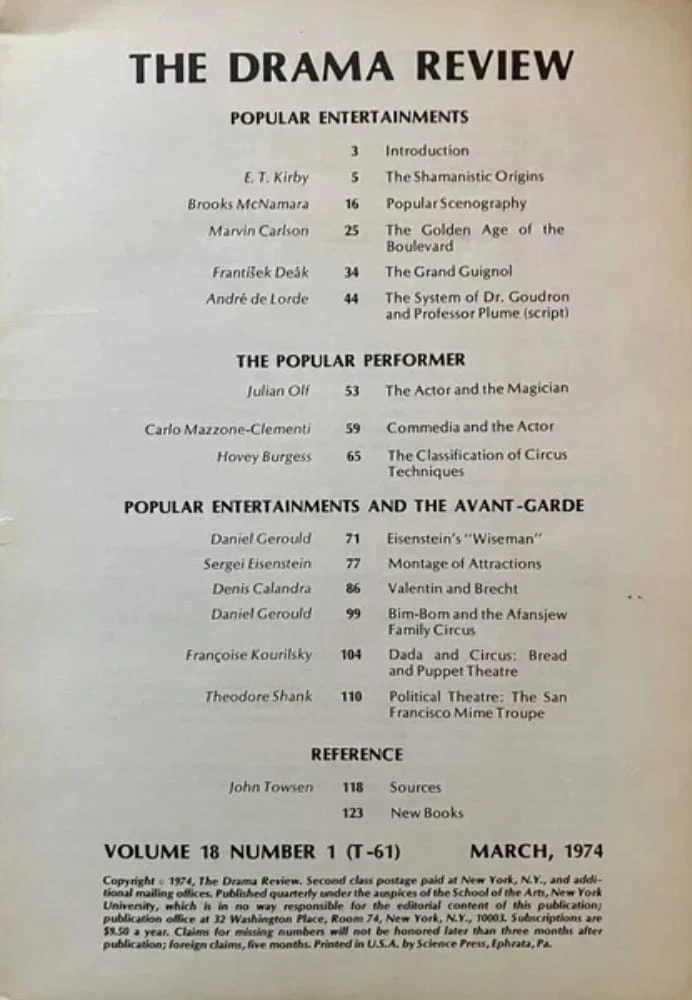 THE DRAMA REVIEW
POPULAR ENTERTAINMENTS
3 Introduction
E. T. Kirby 5 The Shamanistic Origins
Brooks McNamara 16 Popular Scenography
Marvin Carlson 25 The Golden Age of the
Boulevard
František Deák 34 The Grand Guignol
André de Lorde 44 The System of Dr. Goudron
and Professor Plume (script)
THE POPULAR PERFORMER
Julian Olf 53 The Actor and the Magician
Carlo Mazzone-Clementi 59 Commedia and the Actor
Hovey Burgess 65 The Classification of Circus
Techniques
POPULAR ENTERTAINMENTS AND THE AVANT-GARDE
Daniel Gerould 71 Eisenstein's "Wiseman"
Sergei Eisenstein 77 Montage of Attractions
Denis Calandra 86 Valentin and Brecht
Daniel Gerould 99 Bim-Bom and the Afansjew
Family Circus
Françoise Kourilsky 104 Dada and Circus: Bread
and Puppet Theatre
Theodore Shank 110 Political Theatre: The San
Francisco Mime Troupe
REFERENCE
John Towsen 118 Sources
123 New Books
VOLUME 18 NUMBER 1 (T-61) MARCH, 1974
Copyright © 1974, The Drama Review. Second class postage paid at New York, N.Y., and addi-
tional mailing offices. Published quarterly under the auspices of the School of the Arts, New York
University, which is in no way responsible for the editorial content of this publication;
publication office at 32 Washington Place, Room 74, New York, N.Y., 10003. Subscriptions are
$9.50 a year. Claims for missing numbers will not be honored later than three months after
publication; foreign claims, five months. Printed in U.S.A. by Science Press, Ephrata, Pa.